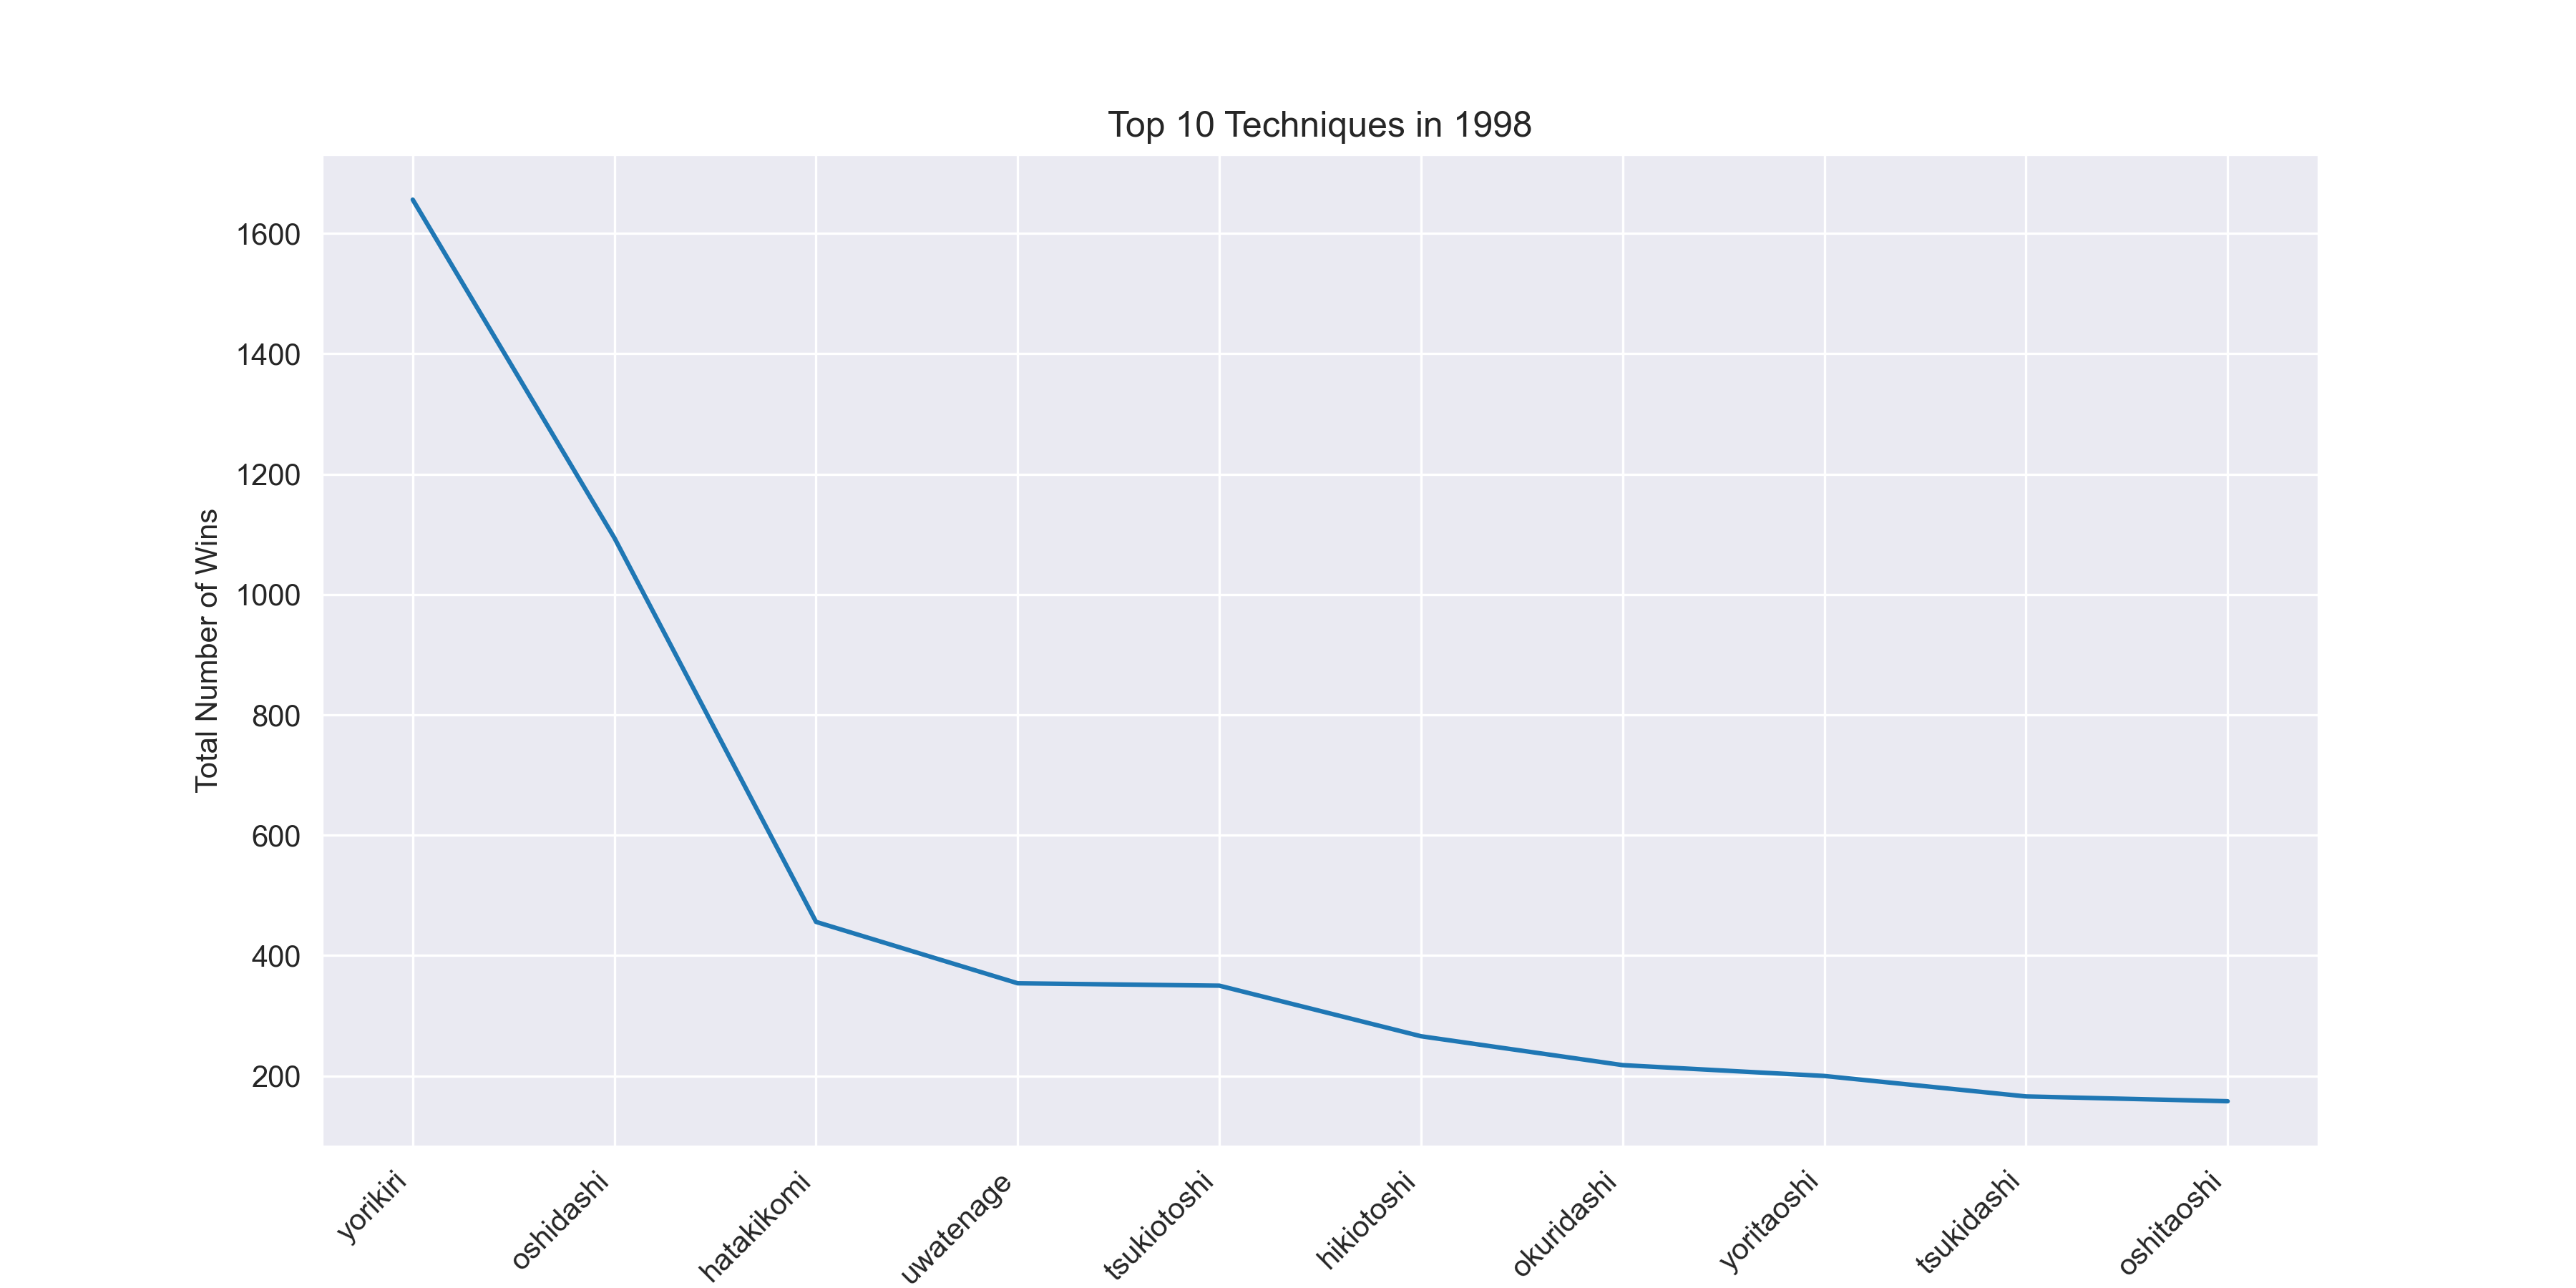 Top 10 Techniques in 1998
Total Number of Wins
1600
1400
1200
1000
800
600
400
200
yorikiri
oshidashi
hatakikomi
uwatenage
tsukiotoshi
hikiotoshi
okuridashi
yoritaoshi
tsukidashi
oshitaoshi